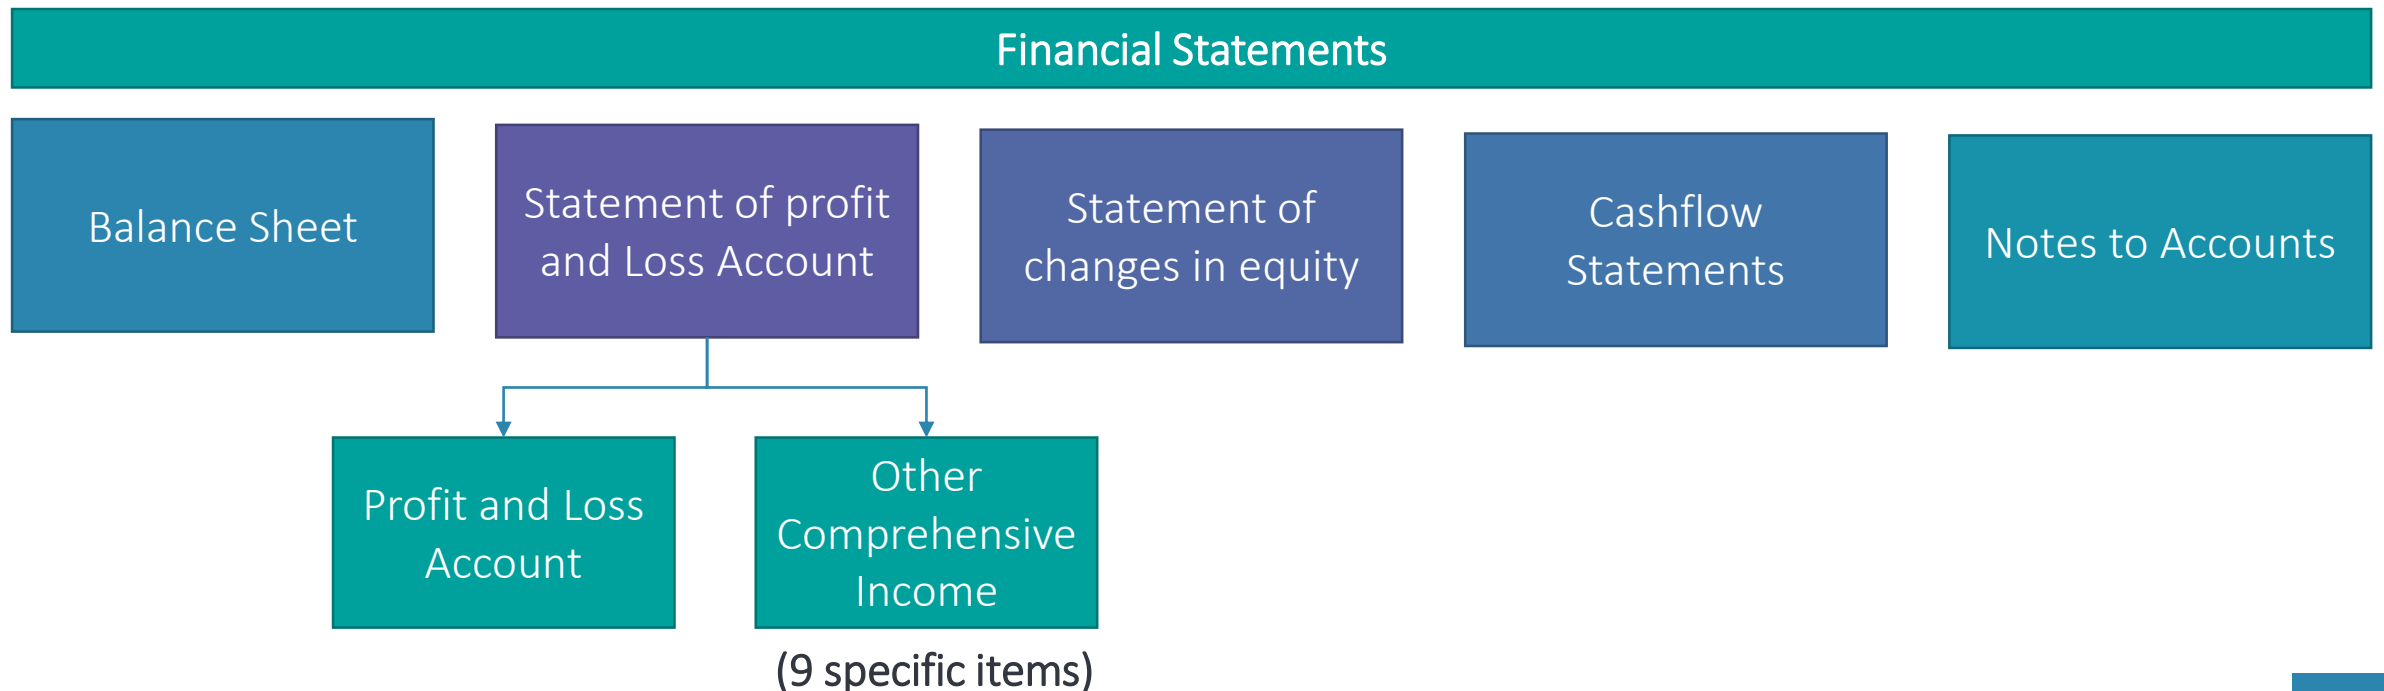 Financial Statements
Balance Sheet
Statement of profit
and Loss Account
Statement of
changes in equity
Cashflow
Statements
Notes to Accounts
Profit and Loss
Account
Other
Comprehensive
Income
(9 specific items)